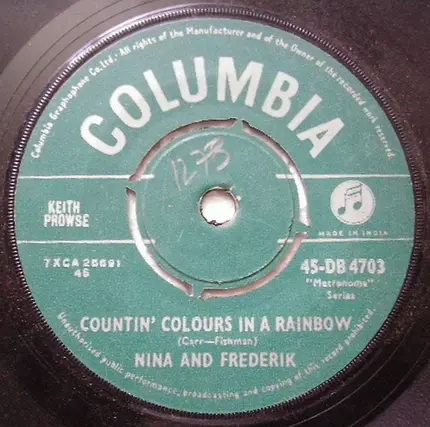 Columbia Graphophone Co., Ltd.· All rights of the Manufacturer and of the Owner of the recorded work reserved.
COLUMBIA
1273
KEITH
PROWSE
MADE IN INDIA
7XCA 25691
45
45-DB 4703
"Metronome"
Series
COUNTIN' COLOURS IN A RAINBOW
(Carr—Fishman)
NINA AND FREDERIK
Unauthorised public performance, broadcasting and copying of this record prohibited.